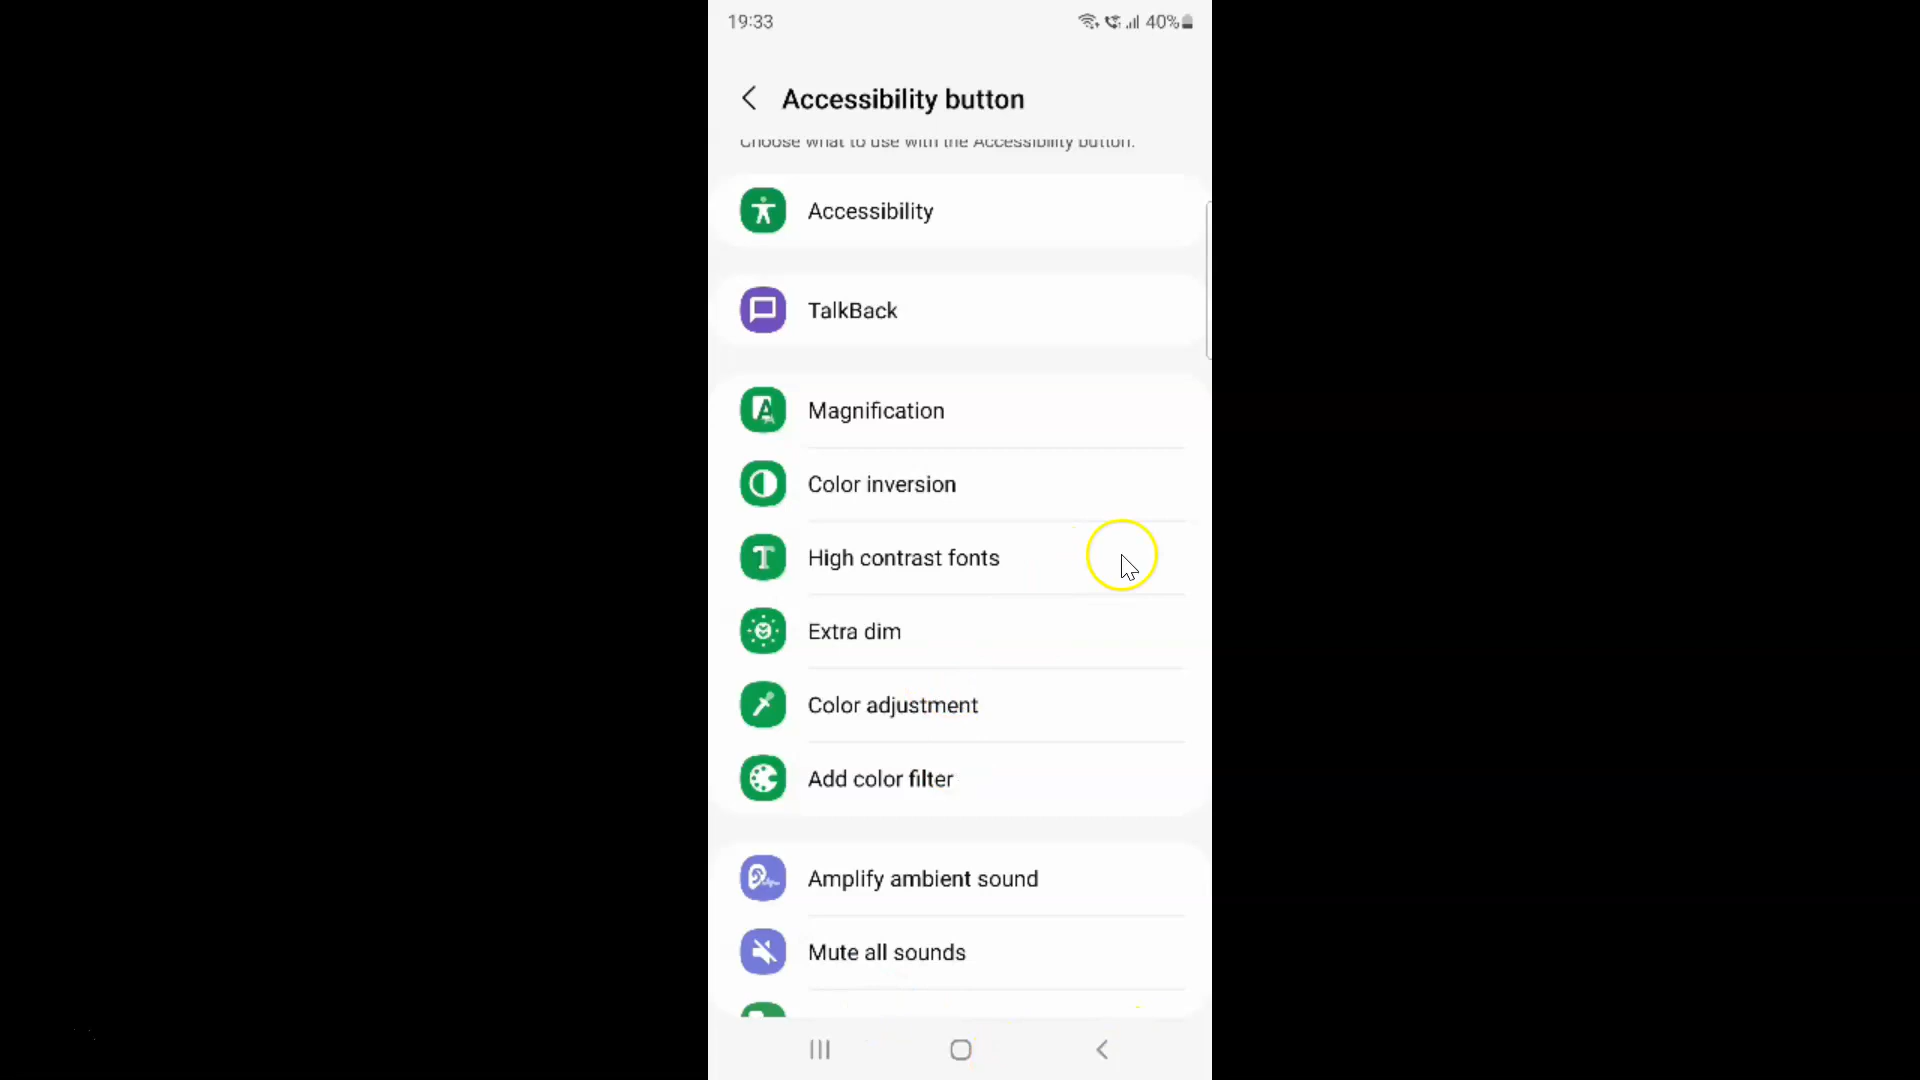 19:33
40%
Accessibility button
Choose what to use with the Accessibility button.
Accessibility
TalkBack
Magnification
Color inversion
High contrast fonts
Extra dim
Color adjustment
Add color filter
Amplify ambient sound
Mute all sounds